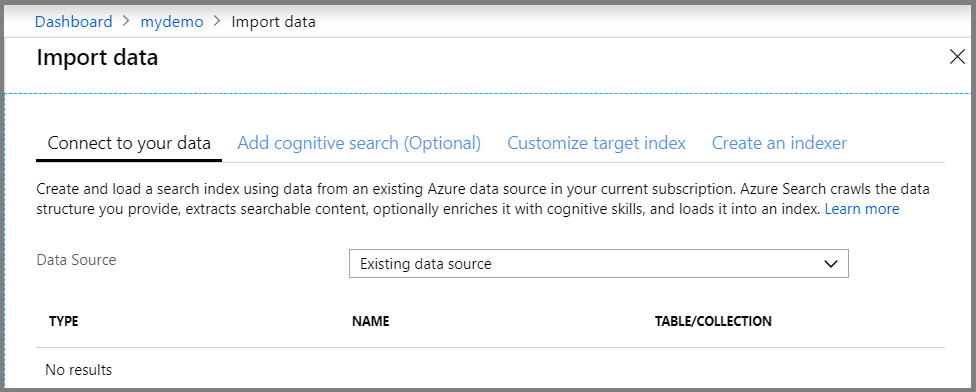 Dashboard > mydemo > Import data
Import data
Connect to your data Add cognitive search (Optional) Customize target index Create an indexer
Create and load a search index using data from an existing Azure data source in your current subscription. Azure Search crawls the data
structure you provide, extracts searchable content, optionally enriches it with cognitive skills, and loads it into an index. Learn more
Data Source Existing data source
TYPE NAME TABLE/COLLECTION
No results